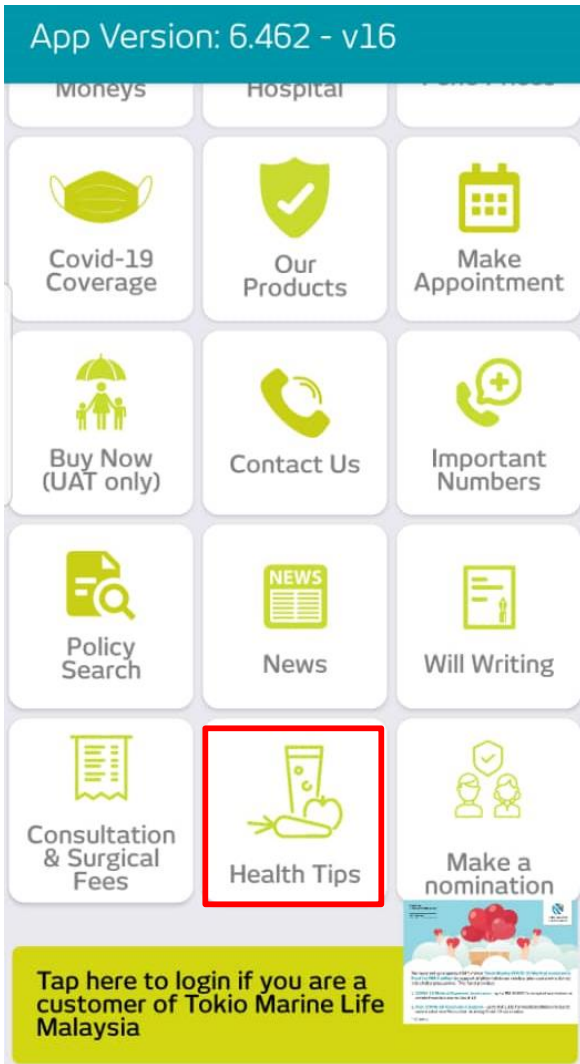 App Version: 6.462 - v16
Moneys
Hospital
Covid-19
Coverage
Our
Products
Make
Appointment
Buy Now
(UAT only)
Contact Us
Important
Numbers
Policy
Search
NEWS
News
Will Writing
Consultation
& Surgical
Fees
Health Tips
Make a
nomination
Tap here to login if you are a
customer of Tokio Marine Life
Malaysia